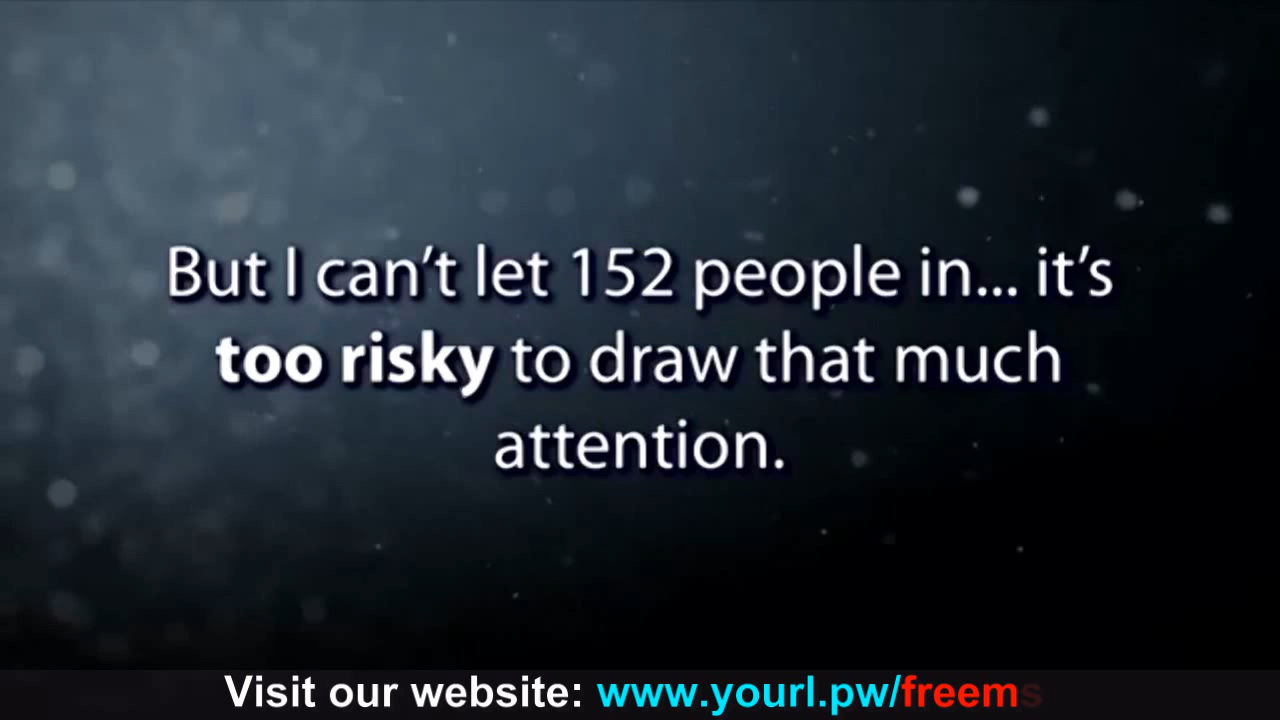 But I can’t let 152 people in... it’s
too risky to draw that much
attention.
Visit our website: www.yourl.pw/freems